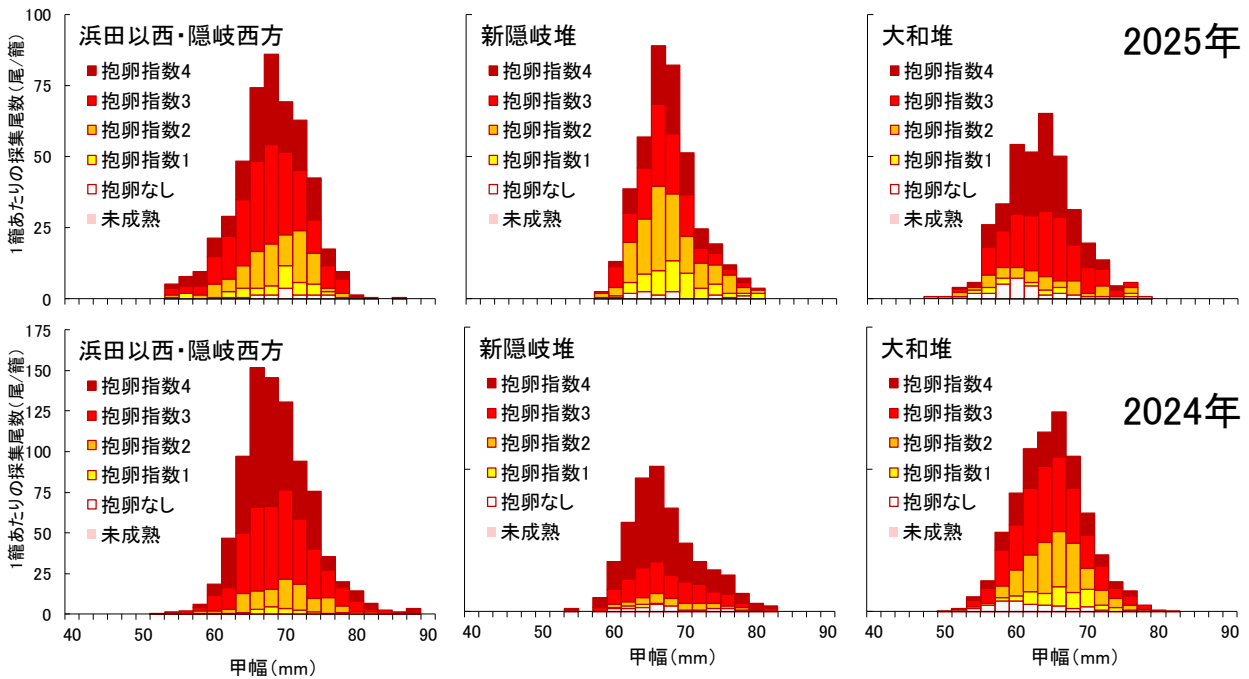 2025年
1籠あたりの採集尾数(尾/籠)
100
75
50
25
0
浜田以西・隠岐西方
抱卵指数4
抱卵指数3
抱卵指数2
抱卵指数1
抱卵なし
未成熟
新隠岐堆
抱卵指数4
抱卵指数3
抱卵指数2
抱卵指数1
抱卵なし
未成熟
大和堆
抱卵指数4
抱卵指数3
抱卵指数2
抱卵指数1
抱卵なし
未成熟
2024年
1籠あたりの採集尾数(尾/籠)
175
150
125
100
75
50
25
0
浜田以西・隠岐西方
抱卵指数4
抱卵指数3
抱卵指数2
抱卵指数1
抱卵なし
未成熟
40 50 60 70 80 90
甲幅(mm)
新隠岐堆
抱卵指数4
抱卵指数3
抱卵指数2
抱卵指数1
抱卵なし
未成熟
40 50 60 70 80 90
甲幅(mm)
大和堆
抱卵指数4
抱卵指数3
抱卵指数2
抱卵指数1
抱卵なし
未成熟
40 50 60 70 80 90
甲幅(mm)